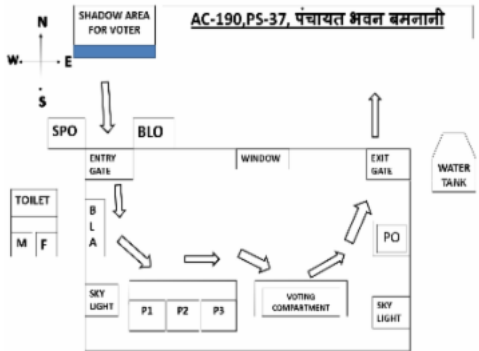 AC-190,PS-37, पंचायत भवन बमनानी
SHADOW AREA
FOR VOTER
N
W
E
S
SPO
BLO
ENTRY
GATE
WINDOW
EXIT
GATE
WATER
TANK
TOILET
M
F
B
L
A
PO
SKY
LIGHT
P1
P2
P3
VOTING
COMPARTMENT
SKY
LIGHT